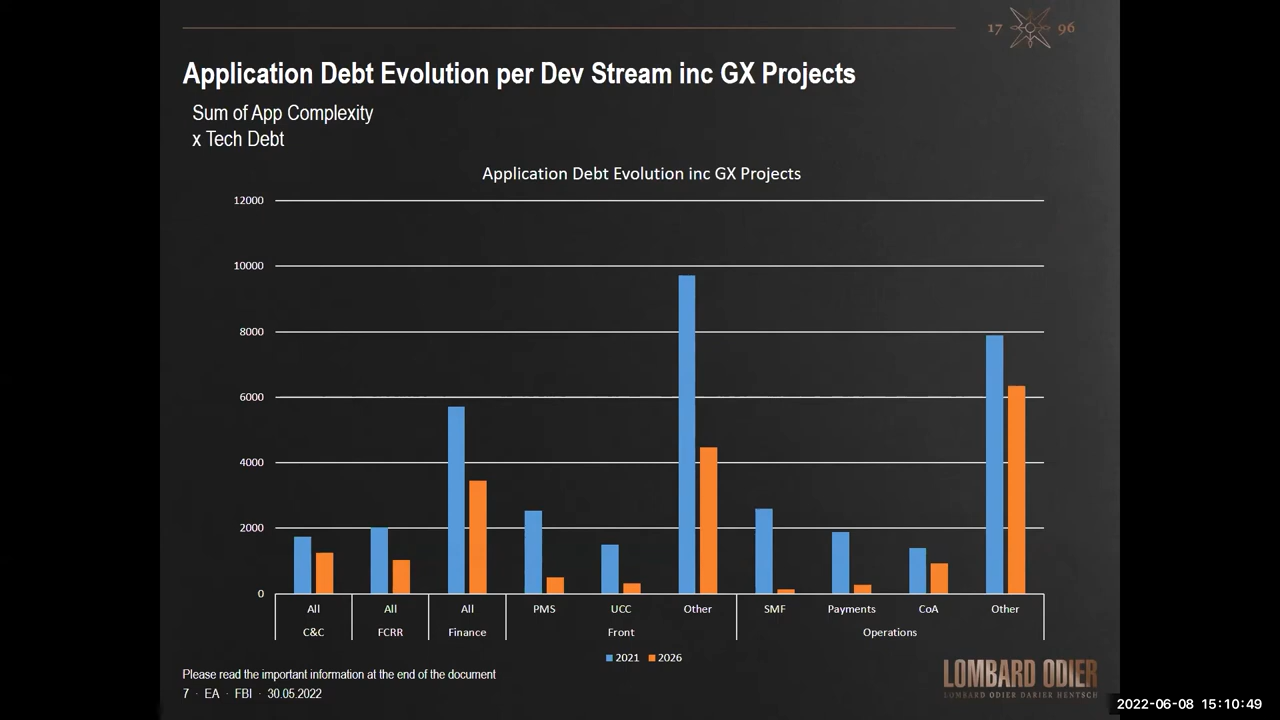 17 96
Application Debt Evolution per Dev Stream inc GX Projects
Sum of App Complexity
x Tech Debt
Application Debt Evolution inc GX Projects
12000
10000
8000
6000
4000
2000
0
All All All PMS UCC Other SMF Payments CoA Other
C&C FCRR Finance Front Operations
2021 2026
Please read the important information at the end of the document
7 · EA · FBI · 30.05.2022
LOMBARD ODIER
LOMBARD ODIER DARIER HENTSCH
2022-06-08 15:10:49